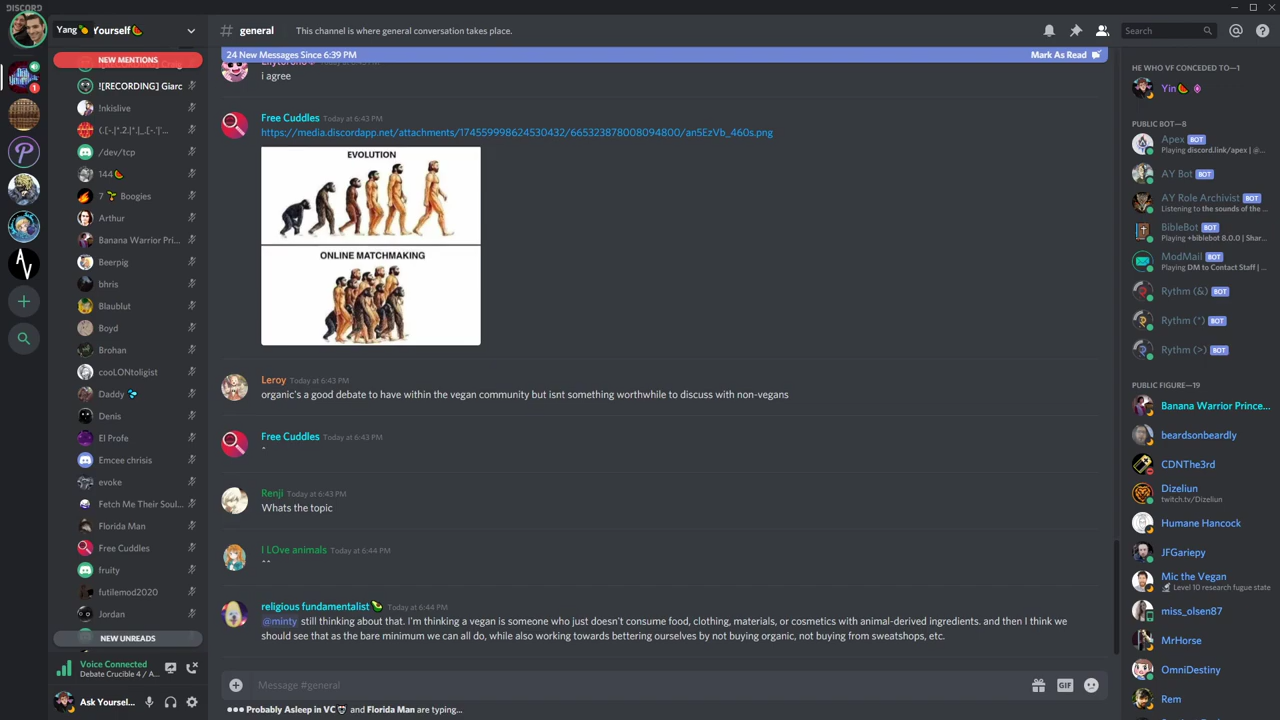 DISCORD
Yang🍍 Yourself🍉
NEW MENTIONS
![RECORDING] Giarc
!nkislive
(.[-.|*.2.|*.|_.[-.'|'...
/dev/tcp
144🍉
7 🌱 Boogies
Arthur
Banana Warrior Pri...
Beerpig
bhris
Blaublut
Boyd
Brohan
cooLONtoligist
Daddy
Denis
El Profe
Emcee chrisis
evoke
Fetch Me Their Soul...
Florida Man
Free Cuddles
fruity
futilemod2020
Jordan
NEW UNREADS
Voice Connected
Debate Crucible 4 / A...
Ask Yoursel...
# general This channel is where general conversation takes place.
Search
24 New Messages Since 6:39 PM Mark As Read
i agree
Free Cuddles Today at 6:43 PM
https://media.discordapp.net/attachments/174559998624530432/665323878008094800/an5EzVb_460s.png
EVOLUTION
ONLINE MATCHMAKING
Leroy Today at 6:43 PM
organic's a good debate to have within the vegan community but isnt something worthwhile to discuss with non-vegans
Free Cuddles Today at 6:43 PM
^
Renji Today at 6:43 PM
Whats the topic
I LOve animals Today at 6:44 PM
^^
religious fundamentalist Today at 6:44 PM
@minty still thinking about that. I'm thinking a vegan is someone who just doesn't consume food, clothing, materials, or cosmetics with animal-derived ingredients. and then I think we
should see that as the bare minimum we can all do, while also working towards bettering ourselves by not buying organic, not buying from sweatshops, etc.
Message #general
GIF
Probably Asleep in VC and Florida Man are typing...
HE WHO VF CONCEDED TO—1
Yin🍉
PUBLIC BOT—8
Apex BOT
Playing discord.link/apex | @...
AY Bot BOT
AY Role Archivist BOT
Listening to the sounds of the ...
BibleBot BOT
Playing +biblebot 8.0.0 | Shar...
ModMail BOT
Playing DM to Contact Staff | ...
Rythm (&) BOT
Rythm (*) BOT
Rythm (>) BOT
PUBLIC FIGURE—19
Banana Warrior Prince...
beardsonbeardly
CDNThe3rd
Dizeliun
twitch.tv/Dizeliun
Humane Hancock
JFGariepy
Mic the Vegan
Level 10 research fugue state
miss_olsen87
MrHorse
OmniDestiny
Rem